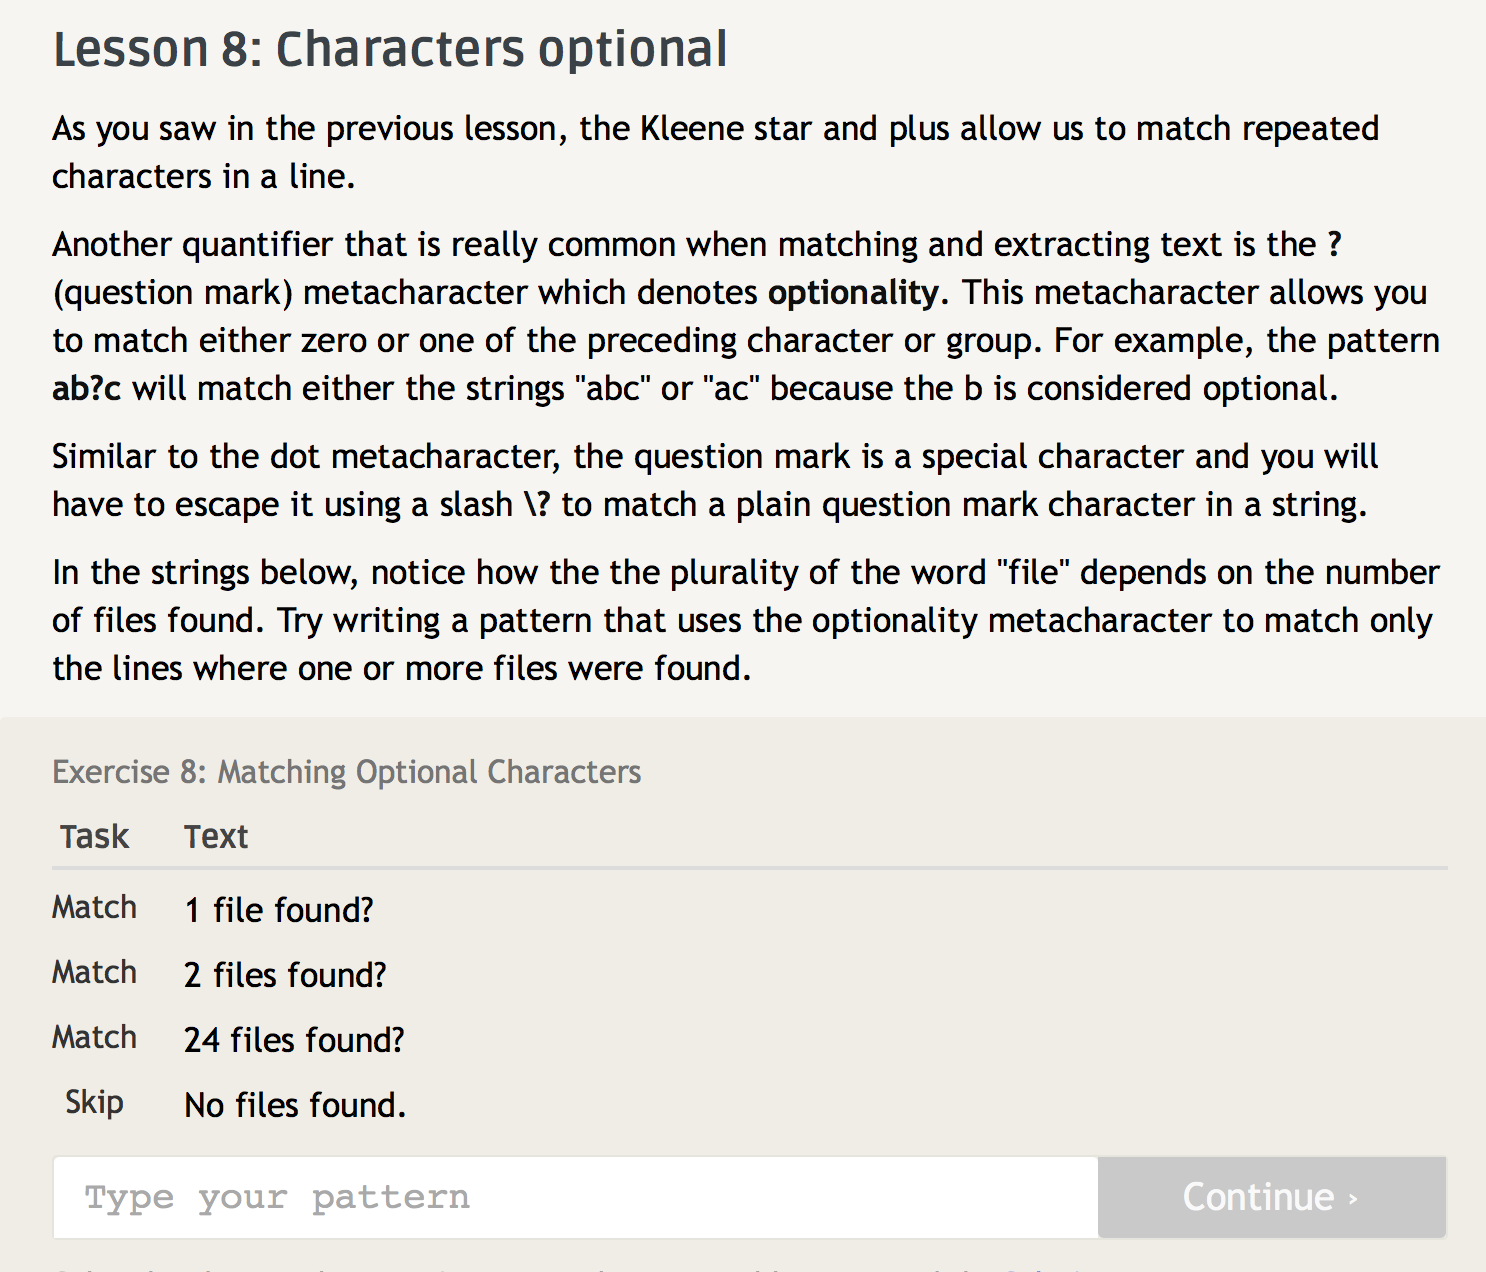 Lesson 8: Characters optional
As you saw in the previous lesson, the Kleene star and plus allow us to match repeated
characters in a line.
Another quantifier that is really common when matching and extracting text is the ?
(question mark) metacharacter which denotes optionality. This metacharacter allows you
to match either zero or one of the preceding character or group. For example, the pattern
ab?c will match either the strings "abc" or "ac" because the b is considered optional.
Similar to the dot metacharacter, the question mark is a special character and you will
have to escape it using a slash \? to match a plain question mark character in a string.
In the strings below, notice how the the plurality of the word "file" depends on the number
of files found. Try writing a pattern that uses the optionality metacharacter to match only
the lines where one or more files were found.
Exercise 8: Matching Optional Characters
Task Text
Match 1 file found?
Match 2 files found?
Match 24 files found?
Skip No files found.
Type your pattern Continue ›